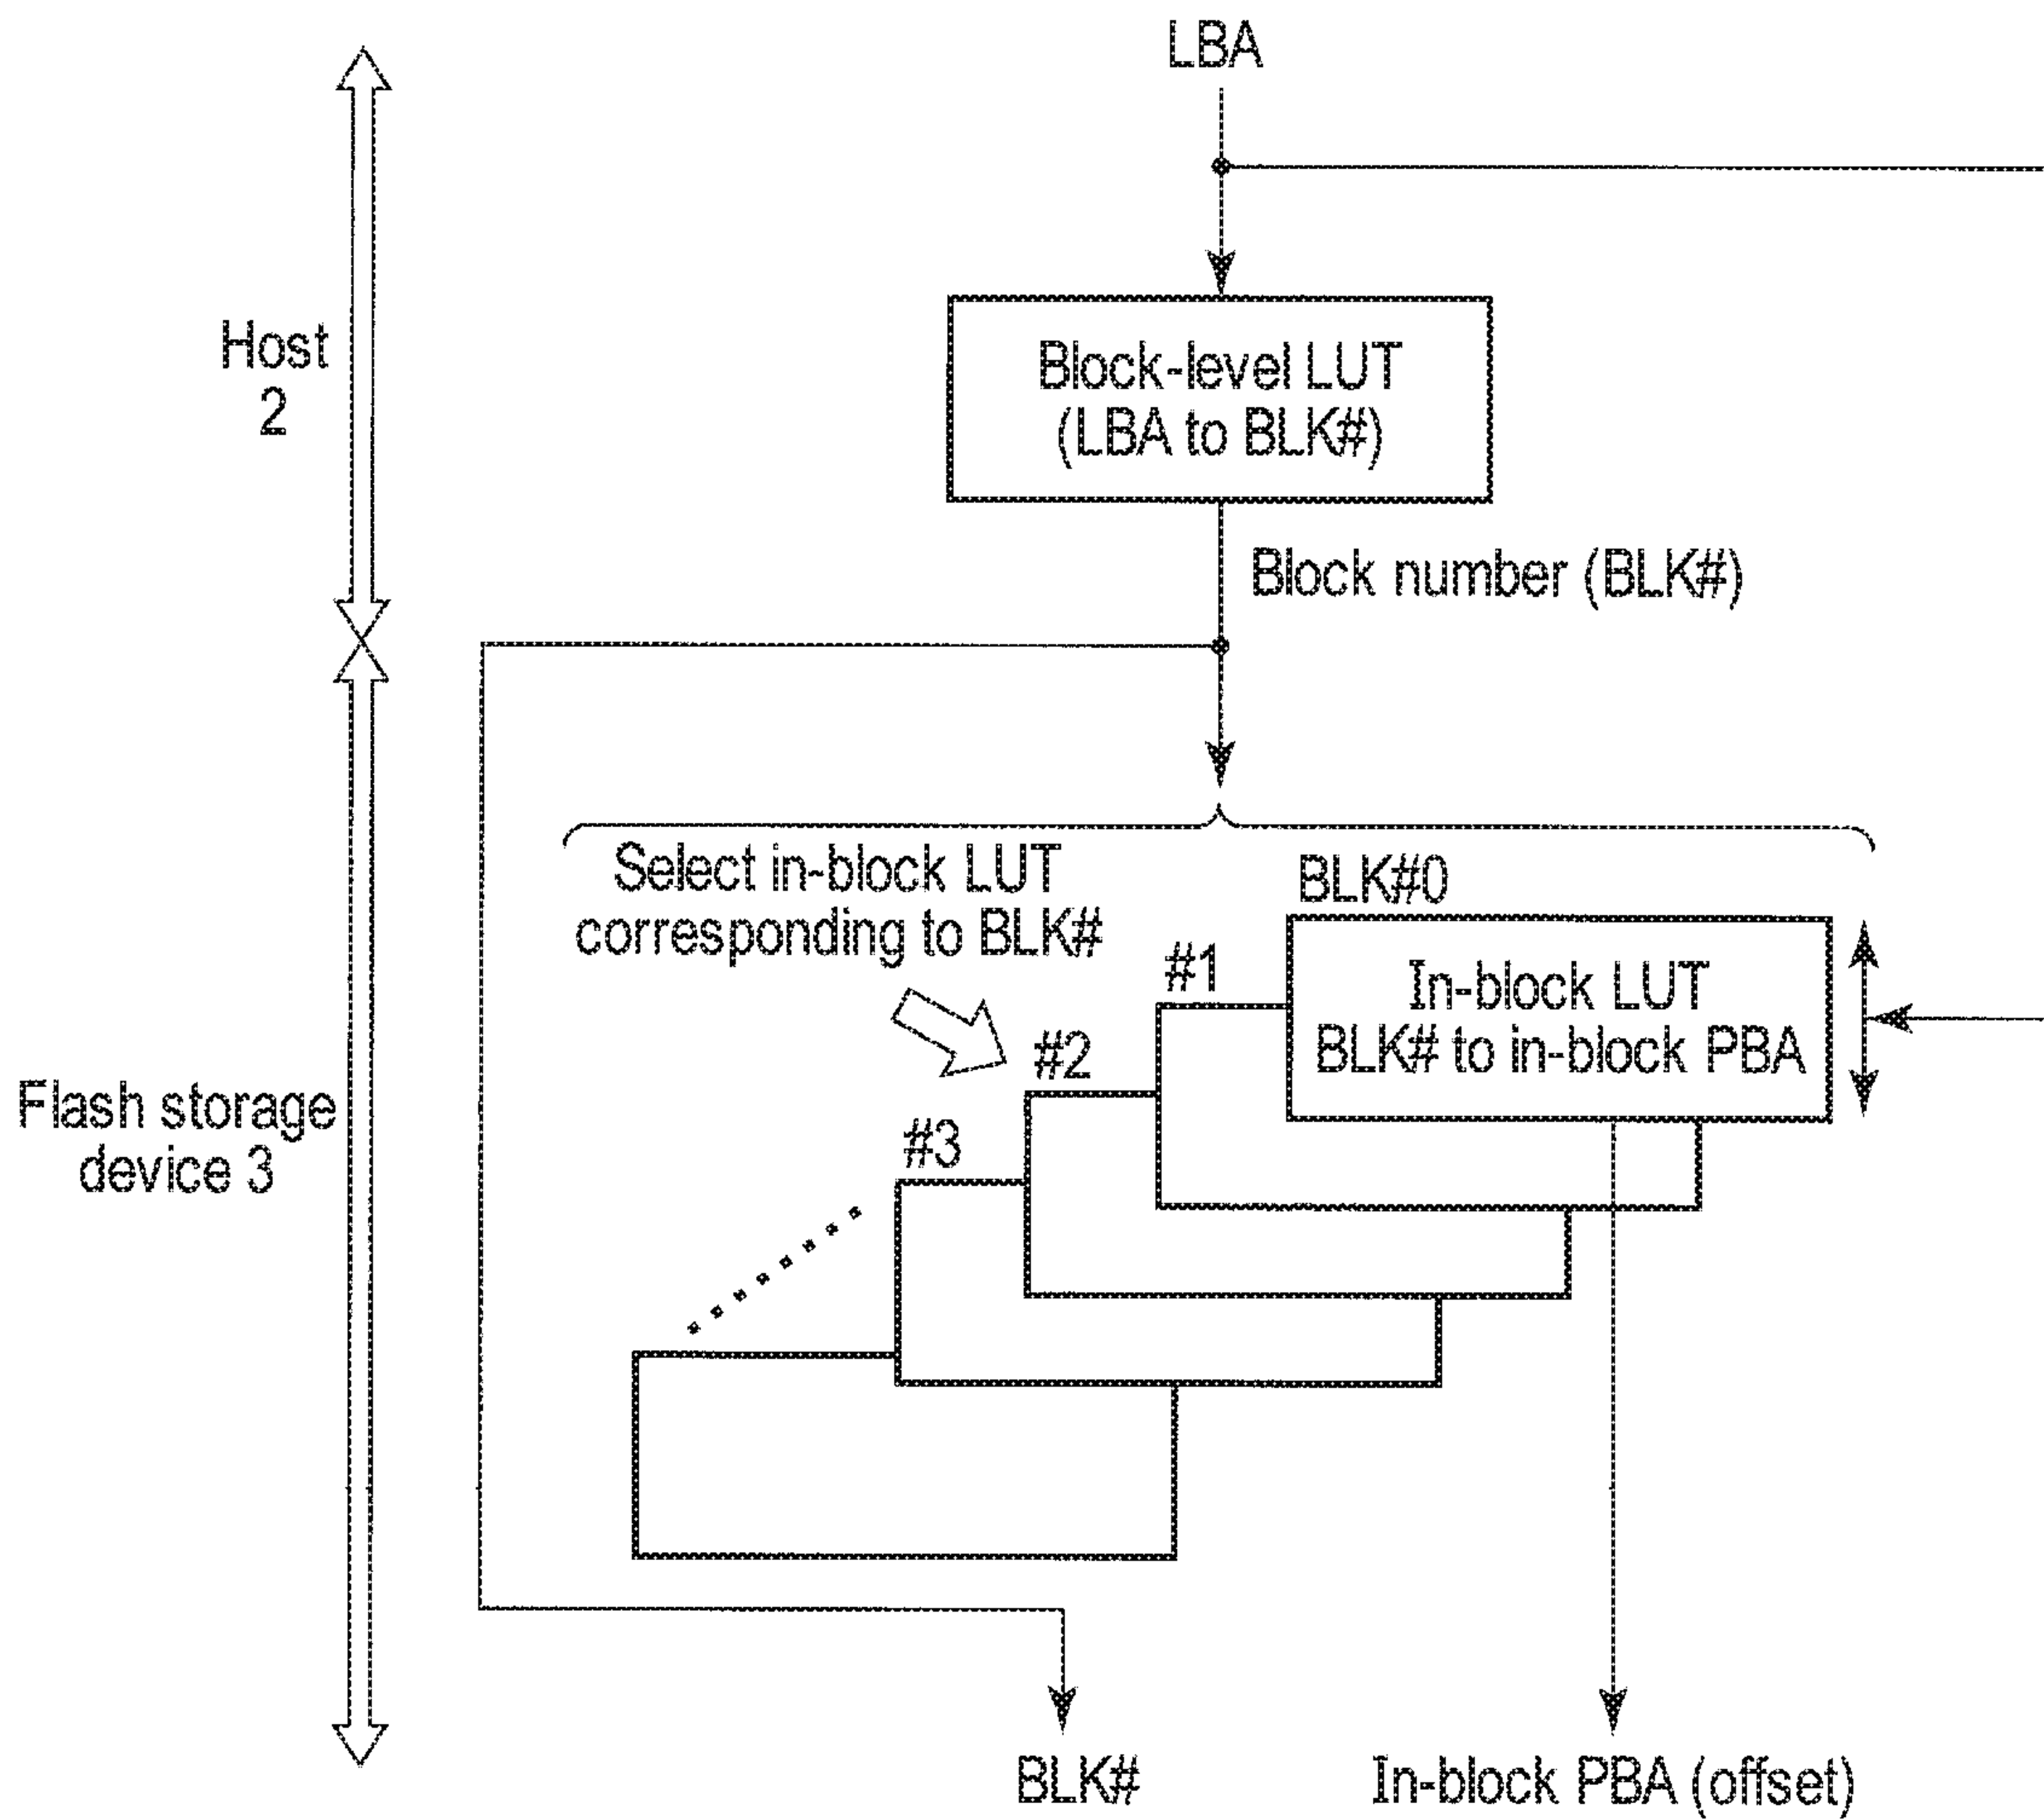 LBA
Host
2
Block-level LUT
(LBA to BLK#)
Block number (BLK#)
Select in-block LUT
corresponding to BLK#
BLK#0
In-block LUT
BLK# to in-block PBA
#1
#2
#3
Flash storage
device 3
BLK#
In-block PBA (offset)